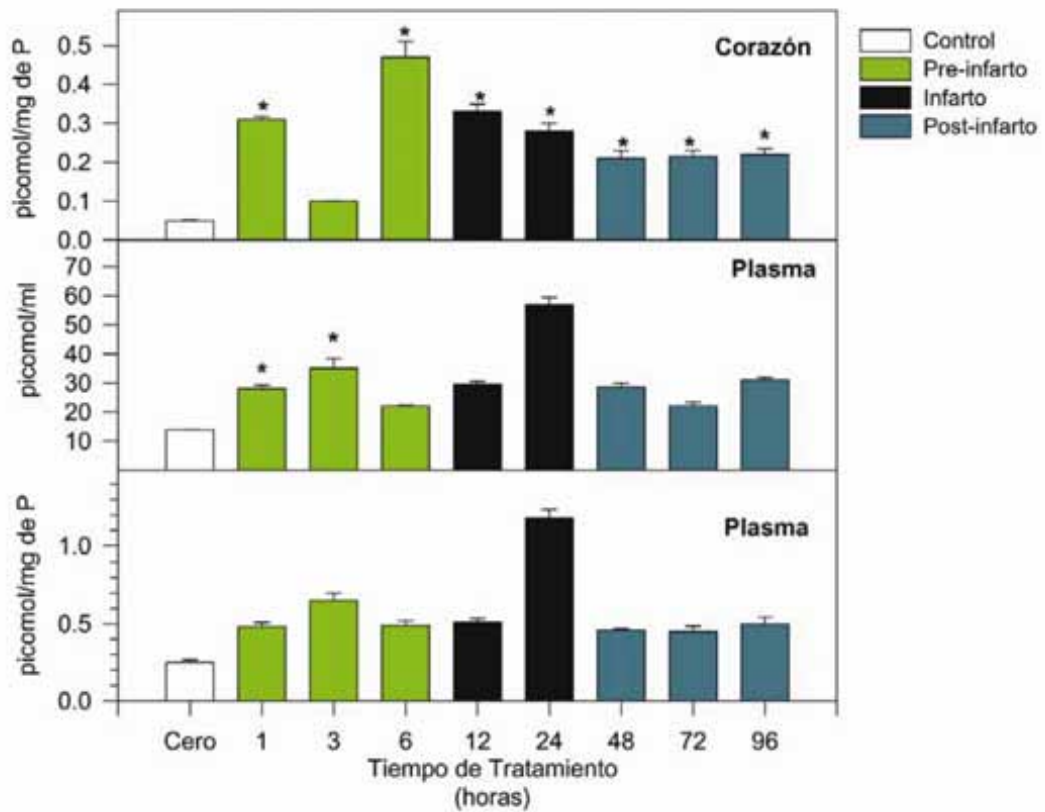 Corazón
picomol/mg de P
0.5
0.4
0.3
0.2
0.1
0.0
* * * * * * *
Control
Pre-infarto
Infarto
Post-infarto
Plasma
picomol/ml
70
60
50
40
30
20
10
* *
Plasma
picomol/mg de P
1.0
0.5
0.0
Cero 1 3 6 12 24 48 72 96
Tiempo de Tratamiento
(horas)